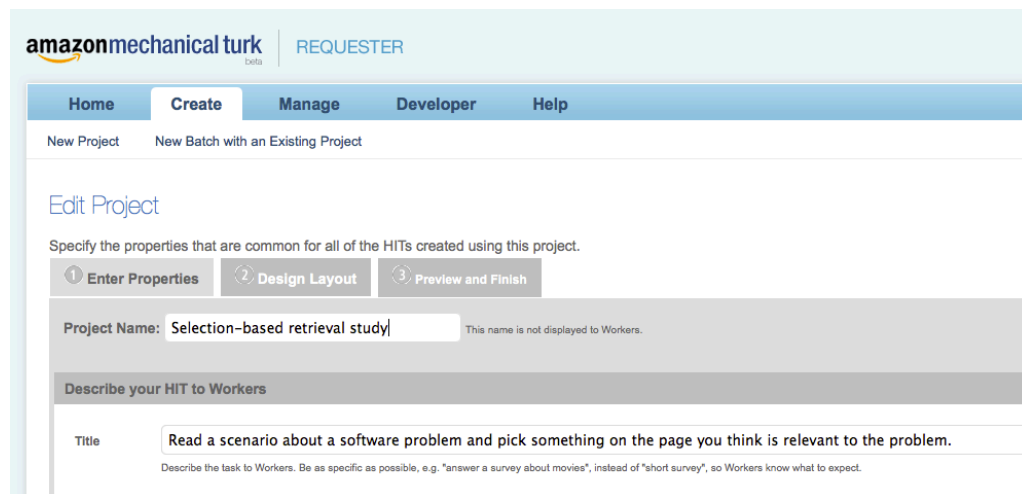 amazonmechanical turk
beta
REQUESTER
Home Create Manage Developer Help
New Project New Batch with an Existing Project
Edit Project
Specify the properties that are common for all of the HITs created using this project.
1 Enter Properties 2 Design Layout 3 Preview and Finish
Project Name: Selection-based retrieval study This name is not displayed to Workers.
Describe your HIT to Workers
Title Read a scenario about a software problem and pick something on the page you think is relevant to the problem.
Describe the task to Workers. Be as specific as possible, e.g. "answer a survey about movies", instead of "short survey", so Workers know what to expect.